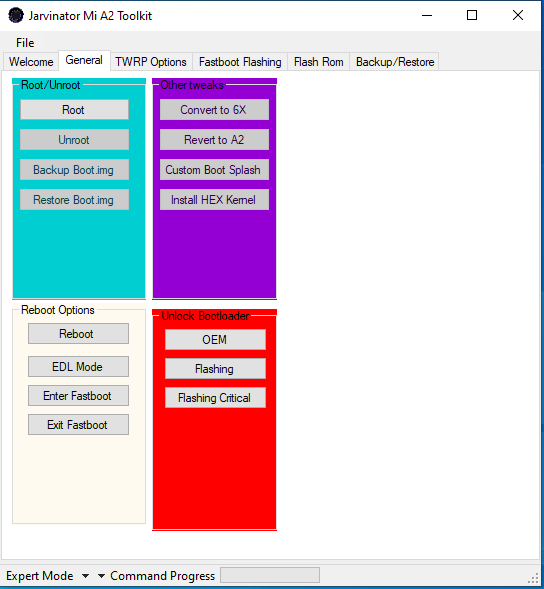 Jarvinator Mi A2 Toolkit
File
Welcome General TWRP Options Fastboot Flashing Flash Rom Backup/Restore
Root/Unroot
Root
Unroot
Backup Boot.img
Restore Boot.img
Other tweaks
Convert to 6X
Revert to A2
Custom Boot Splash
Install HEX Kernel
Reboot Options
Reboot
EDL Mode
Enter Fastboot
Exit Fastboot
Unlock Bootloader
OEM
Flashing
Flashing Critical
Expert Mode Command Progress